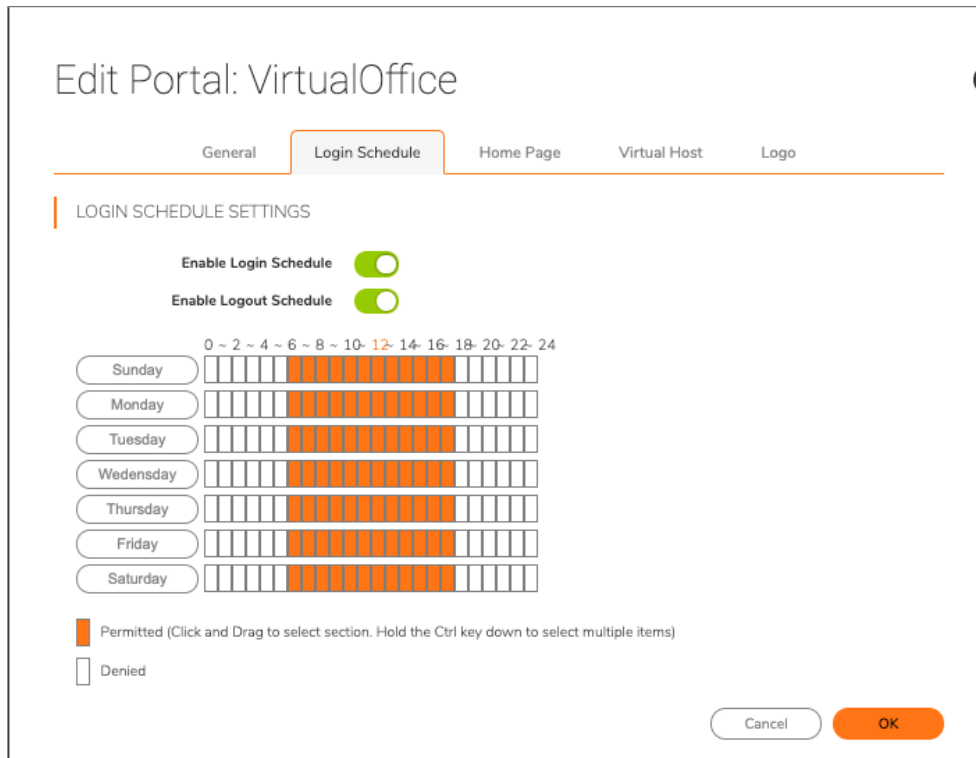 Edit Portal: VirtualOffice
General Login Schedule Home Page Virtual Host Logo
LOGIN SCHEDULE SETTINGS
Enable Login Schedule
Enable Logout Schedule
0 ~ 2 ~ 4 ~ 6 ~ 8 ~ 10~ 12~ 14~ 16~ 18~ 20~ 22~ 24
Sunday
Monday
Tuesday
Wedensday
Thursday
Friday
Saturday
Permitted (Click and Drag to select section. Hold the Ctrl key down to select multiple items)
Denied
Cancel OK